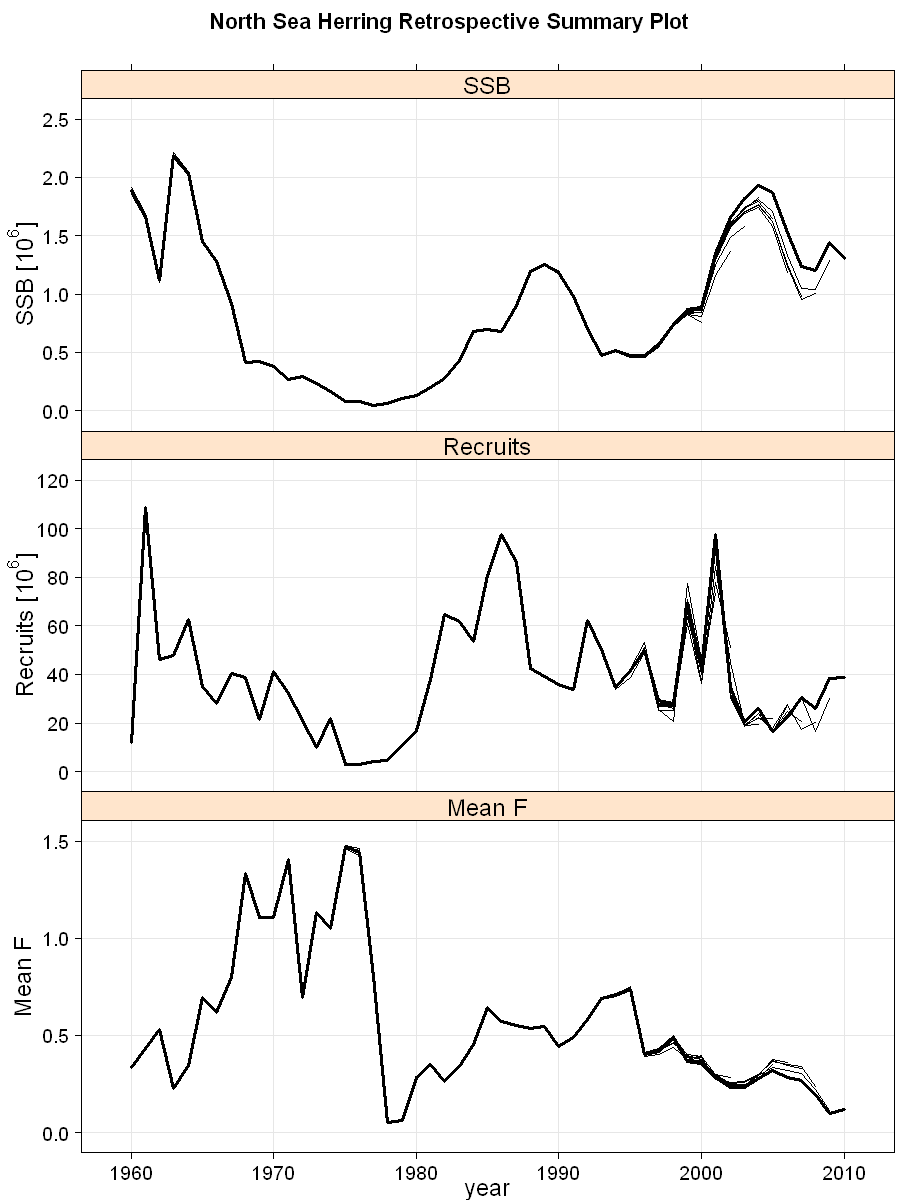 North Sea Herring Retrospective Summary Plot
SSB
SSB [10^6]
2.5
2.0
1.5
1.0
0.5
0.0
Recruits
Recruits [10^6]
120
100
80
60
40
20
0
Mean F
Mean F
1.5
1.0
0.5
0.0
1960 1970 1980 1990 2000 2010
year